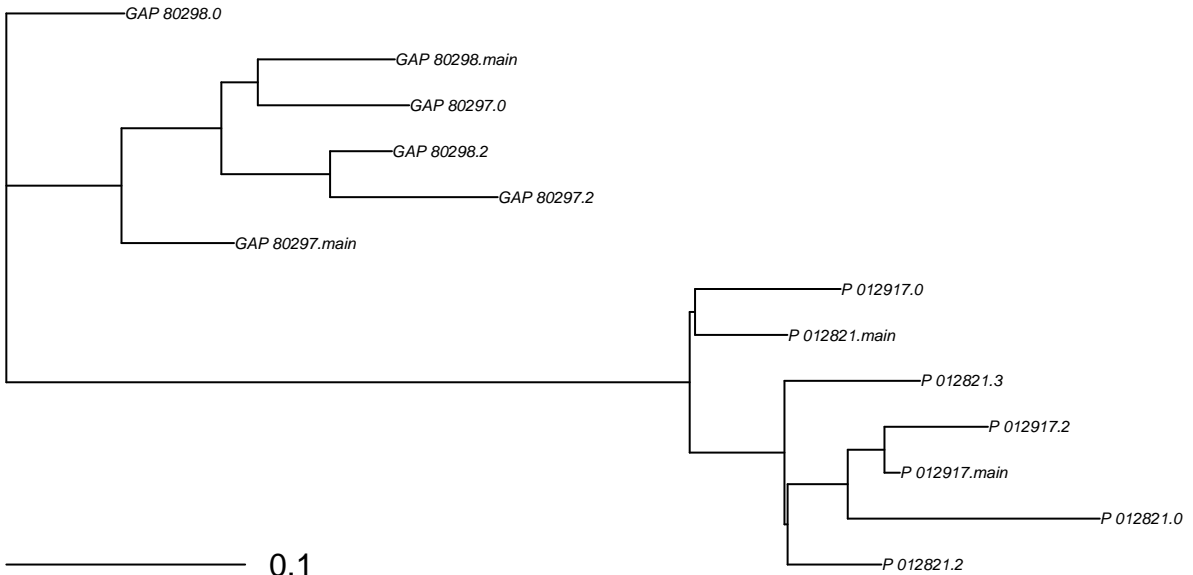 GAP 80298.0
GAP 80298.main
GAP 80297.0
GAP 80298.2
GAP 80297.2
GAP 80297.main
P 012917.0
P 012821.main
P 012821.3
P 012917.2
P 012917.main
P 012821.0
P 012821.2
0.1